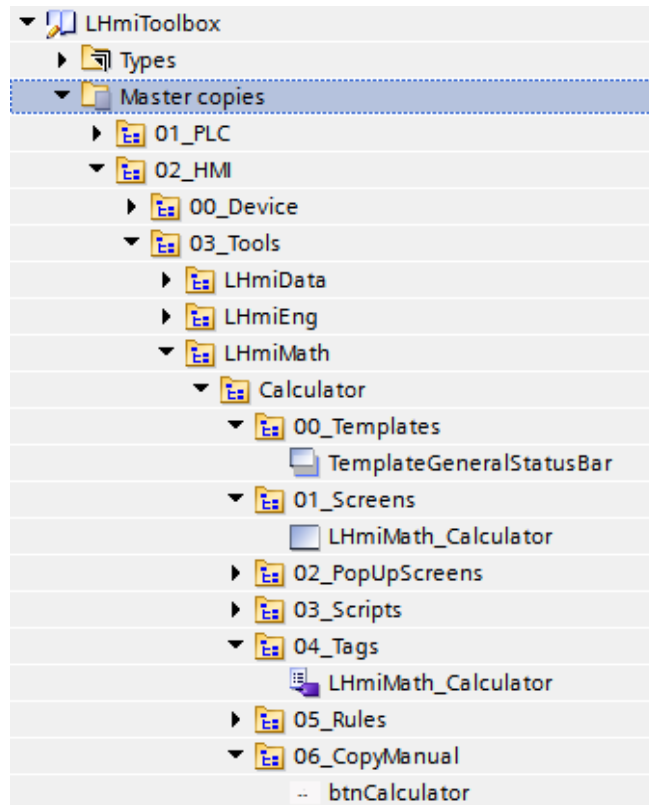 LHmiToolbox
Types
Master copies
01_PLC
02_HMI
00_Device
03_Tools
LHmiData
LHmiEng
LHmiMath
Calculator
00_Templates
TemplateGeneralStatusBar
01_Screens
LHmiMath_Calculator
02_PopUpScreens
03_Scripts
04_Tags
LHmiMath_Calculator
05_Rules
06_CopyManual
btnCalculator